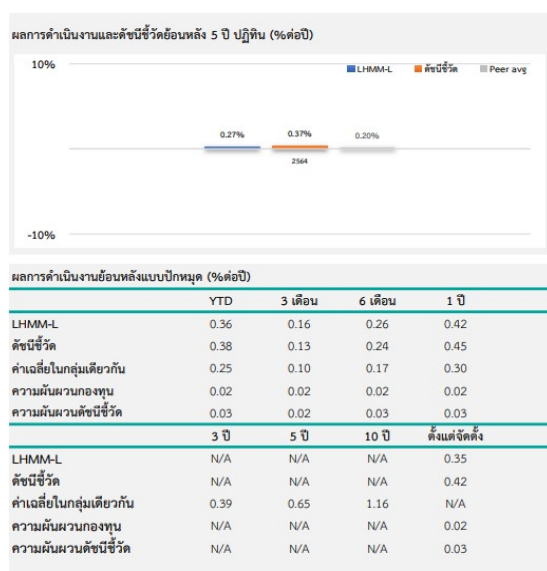 ผลการดำเนินงานและดัชนีชี้วัดย้อนหลัง 5 ปี ปฏิทิน (%ต่อปี)
10%
LHMM-L ดัชนีชี้วัด Peer avg
0.27% 0.37% 0.20%
2564
-10%
ผลการดำเนินงานย้อนหลังแบบปักหมุด (%ต่อปี)
YTD 3 เดือน 6 เดือน 1 ปี
LHMM-L 0.36 0.16 0.26 0.42
ดัชนีชี้วัด 0.38 0.13 0.24 0.45
ค่าเฉลี่ยในกลุ่มเดียวกัน 0.25 0.10 0.17 0.30
ความผันผวนกองทุน 0.02 0.02 0.02 0.02
ความผันผวนดัชนีชี้วัด 0.03 0.02 0.03 0.03
3 ปี 5 ปี 10 ปี ตั้งแต่จัดตั้ง
LHMM-L N/A N/A N/A 0.35
ดัชนีชี้วัด N/A N/A N/A 0.42
ค่าเฉลี่ยในกลุ่มเดียวกัน 0.39 0.65 1.16 N/A
ความผันผวนกองทุน N/A N/A N/A 0.02
ความผันผวนดัชนีชี้วัด N/A N/A N/A 0.03